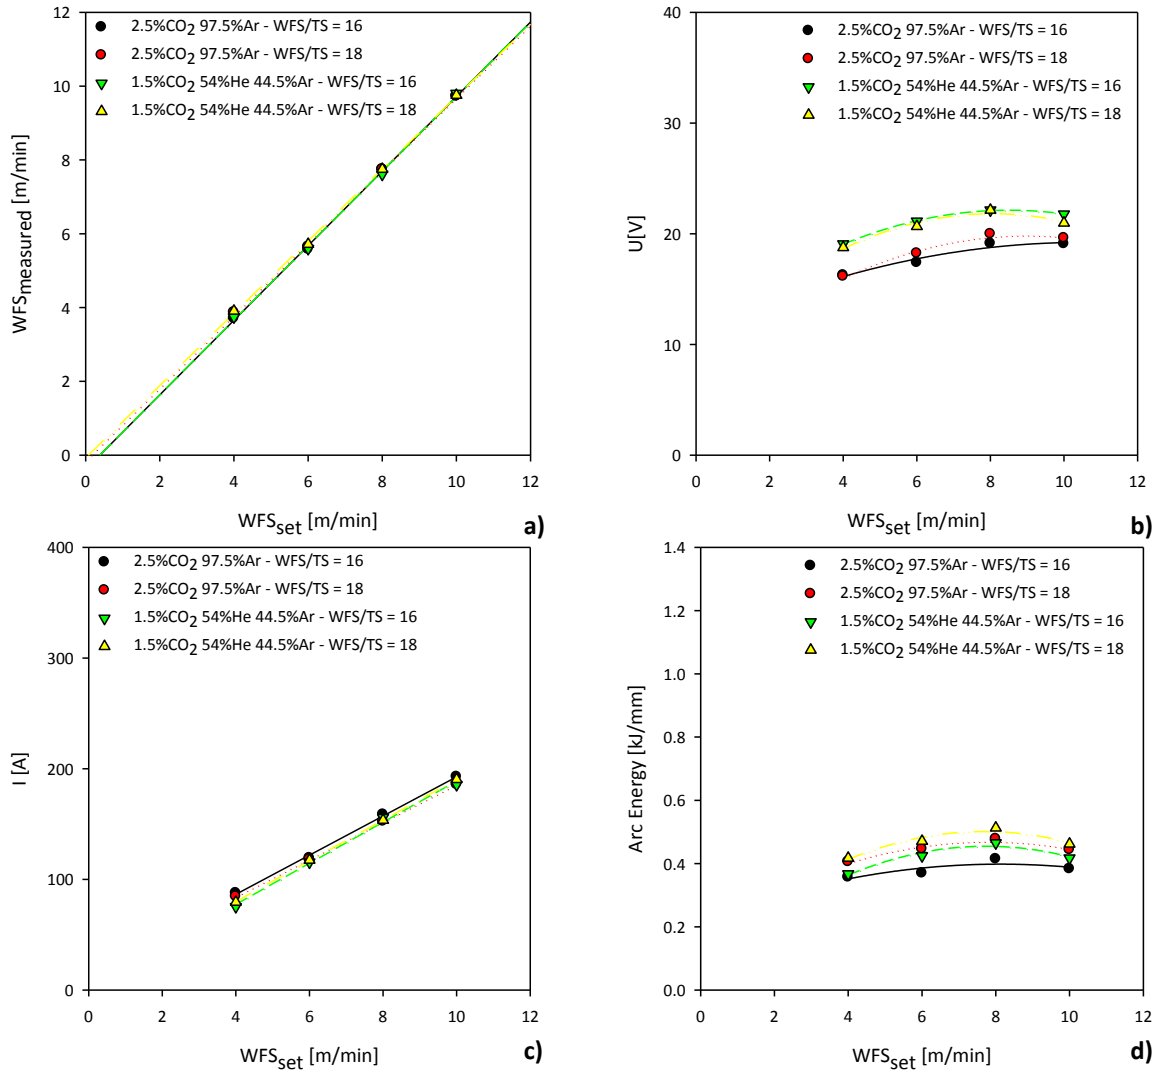 12
10
8
6
4
2
0
WFSmeasured [m/min]
2.5%CO2 97.5%Ar - WFS/TS = 16
2.5%CO2 97.5%Ar - WFS/TS = 18
1.5%CO2 54%He 44.5%Ar - WFS/TS = 16
1.5%CO2 54%He 44.5%Ar - WFS/TS = 18
0 2 4 6 8 10 12
WFSset [m/min]
a)
40
30
20
10
0
U[V]
2.5%CO2 97.5%Ar - WFS/TS = 16
2.5%CO2 97.5%Ar - WFS/TS = 18
1.5%CO2 54%He 44.5%Ar - WFS/TS = 16
1.5%CO2 54%He 44.5%Ar - WFS/TS = 18
0 2 4 6 8 10 12
WFSset [m/min]
b)
400
300
200
100
0
I [A]
2.5%CO2 97.5%Ar - WFS/TS = 16
2.5%CO2 97.5%Ar - WFS/TS = 18
1.5%CO2 54%He 44.5%Ar - WFS/TS = 16
1.5%CO2 54%He 44.5%Ar - WFS/TS = 18
0 2 4 6 8 10 12
WFSset [m/min]
c)
1.4
1.2
1.0
0.8
0.6
0.4
0.2
0.0
Arc Energy [kJ/mm]
2.5%CO2 97.5%Ar - WFS/TS = 16
2.5%CO2 97.5%Ar - WFS/TS = 18
1.5%CO2 54%He 44.5%Ar - WFS/TS = 16
1.5%CO2 54%He 44.5%Ar - WFS/TS = 18
0 2 4 6 8 10 12
WFSset [m/min]
d)